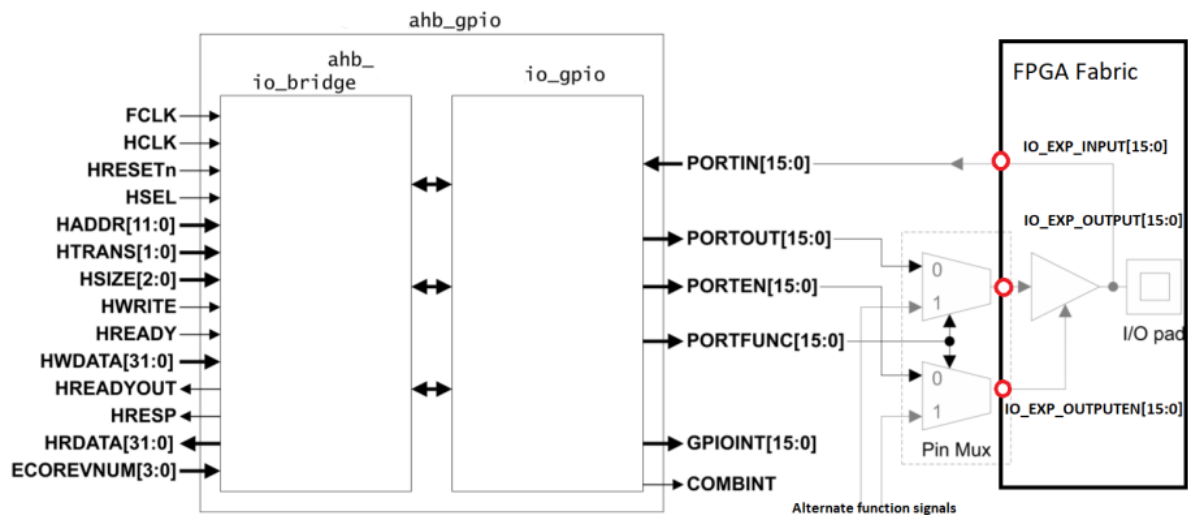 ahb_gpio
ahb_
io_bridge
io_gpio
FPGA Fabric
FCLK
HCLK
HRESETn
HSEL
HADDR[11:0]
HTRANS[1:0]
HSIZE[2:0]
HWRITE
HREADY
HWDATA[31:0]
HREADYOUT
HRESP
HRDATA[31:0]
ECOREVNUM[3:0]
PORTIN[15:0]
PORTOUT[15:0]
PORTEN[15:0]
PORTFUNC[15:0]
GPIOINT[15:0]
COMBINT
0
1
0
1
Pin Mux
Alternate function signals
IO_EXP_INPUT[15:0]
IO_EXP_OUTPUT[15:0]
I/O pad
IO_EXP_OUTPUTEN[15:0]